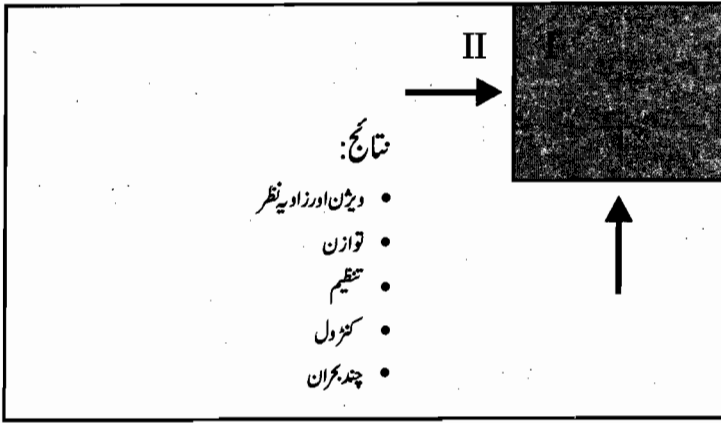 I
II
نتائج:
• ویژن اور زاویہ نظر
• توازن
• تنظیم
• کنٹرول
• چند بحران